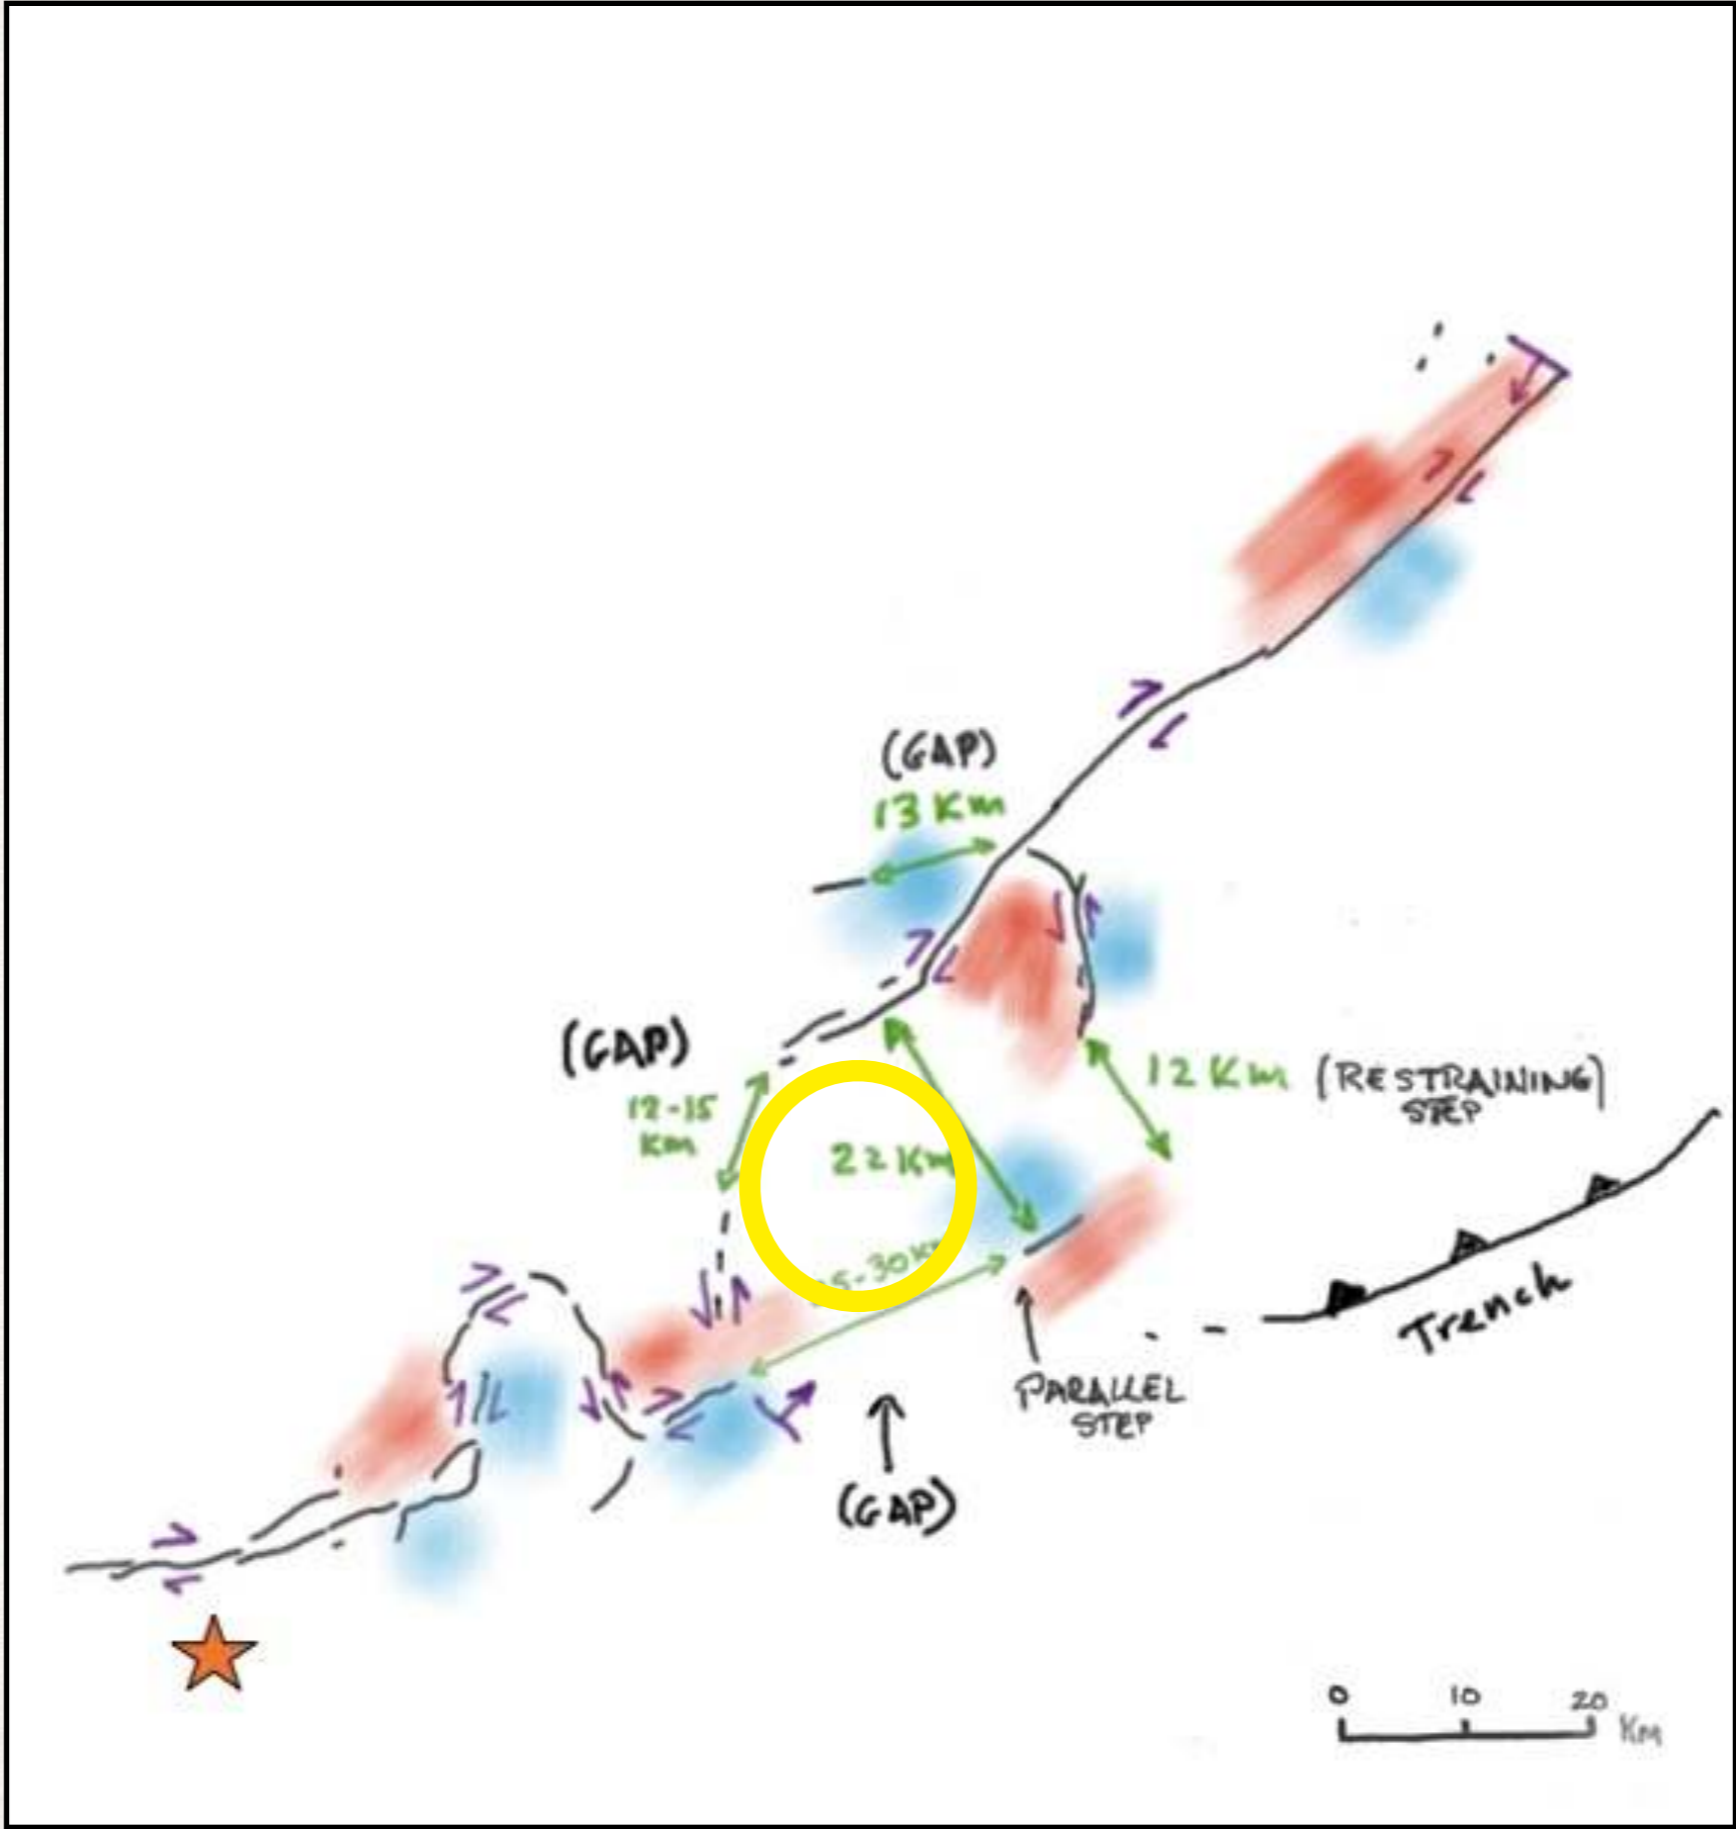 (GAP)
13 Km
(GAP)
12-15
Km
12 Km (RESTRAINING)
STEP
22 Km
Trench
PARALLEL
STEP
(GAP)
0 10 20
Km